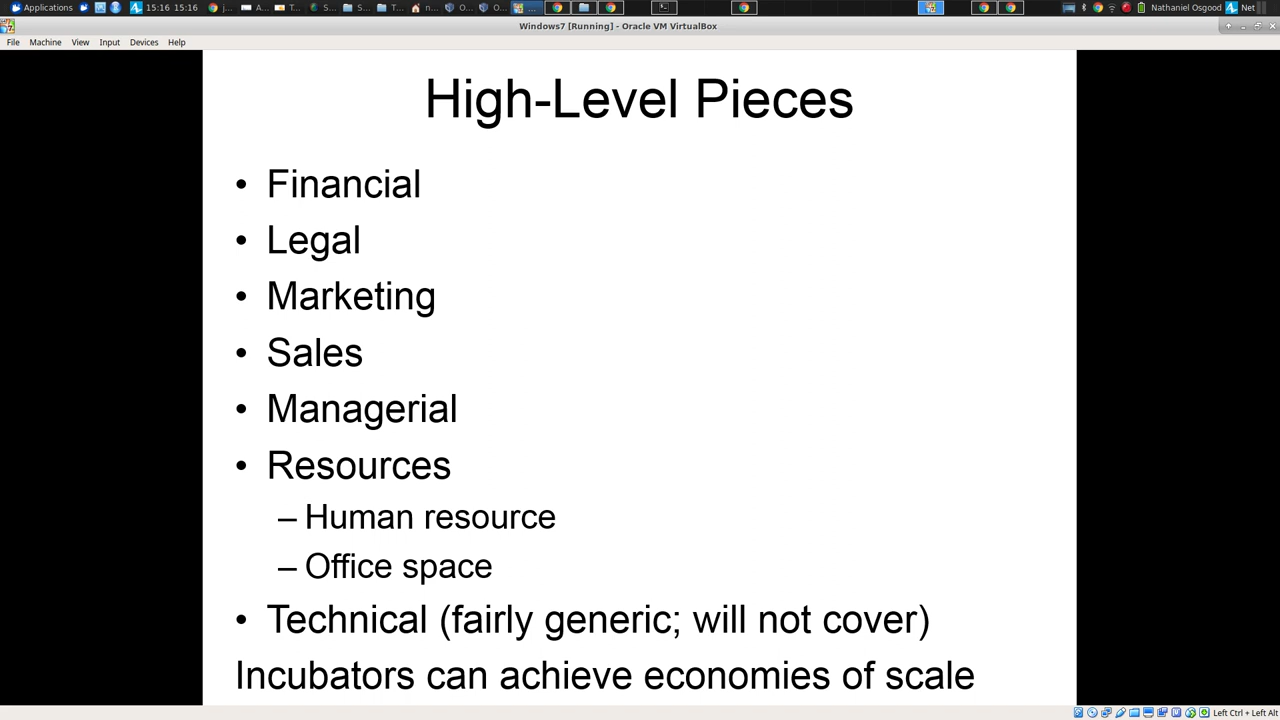 Applications 15:16 15:16 j... A... T... S... S... T... n... O... O... ... Nathaniel Osgood Net
Windows7 [Running] - Oracle VM VirtualBox
File Machine View Input Devices Help
High-Level Pieces
• Financial
• Legal
• Marketing
• Sales
• Managerial
• Resources
– Human resource
– Office space
• Technical (fairly generic; will not cover)
Incubators can achieve economies of scale
Left Ctrl + Left Alt